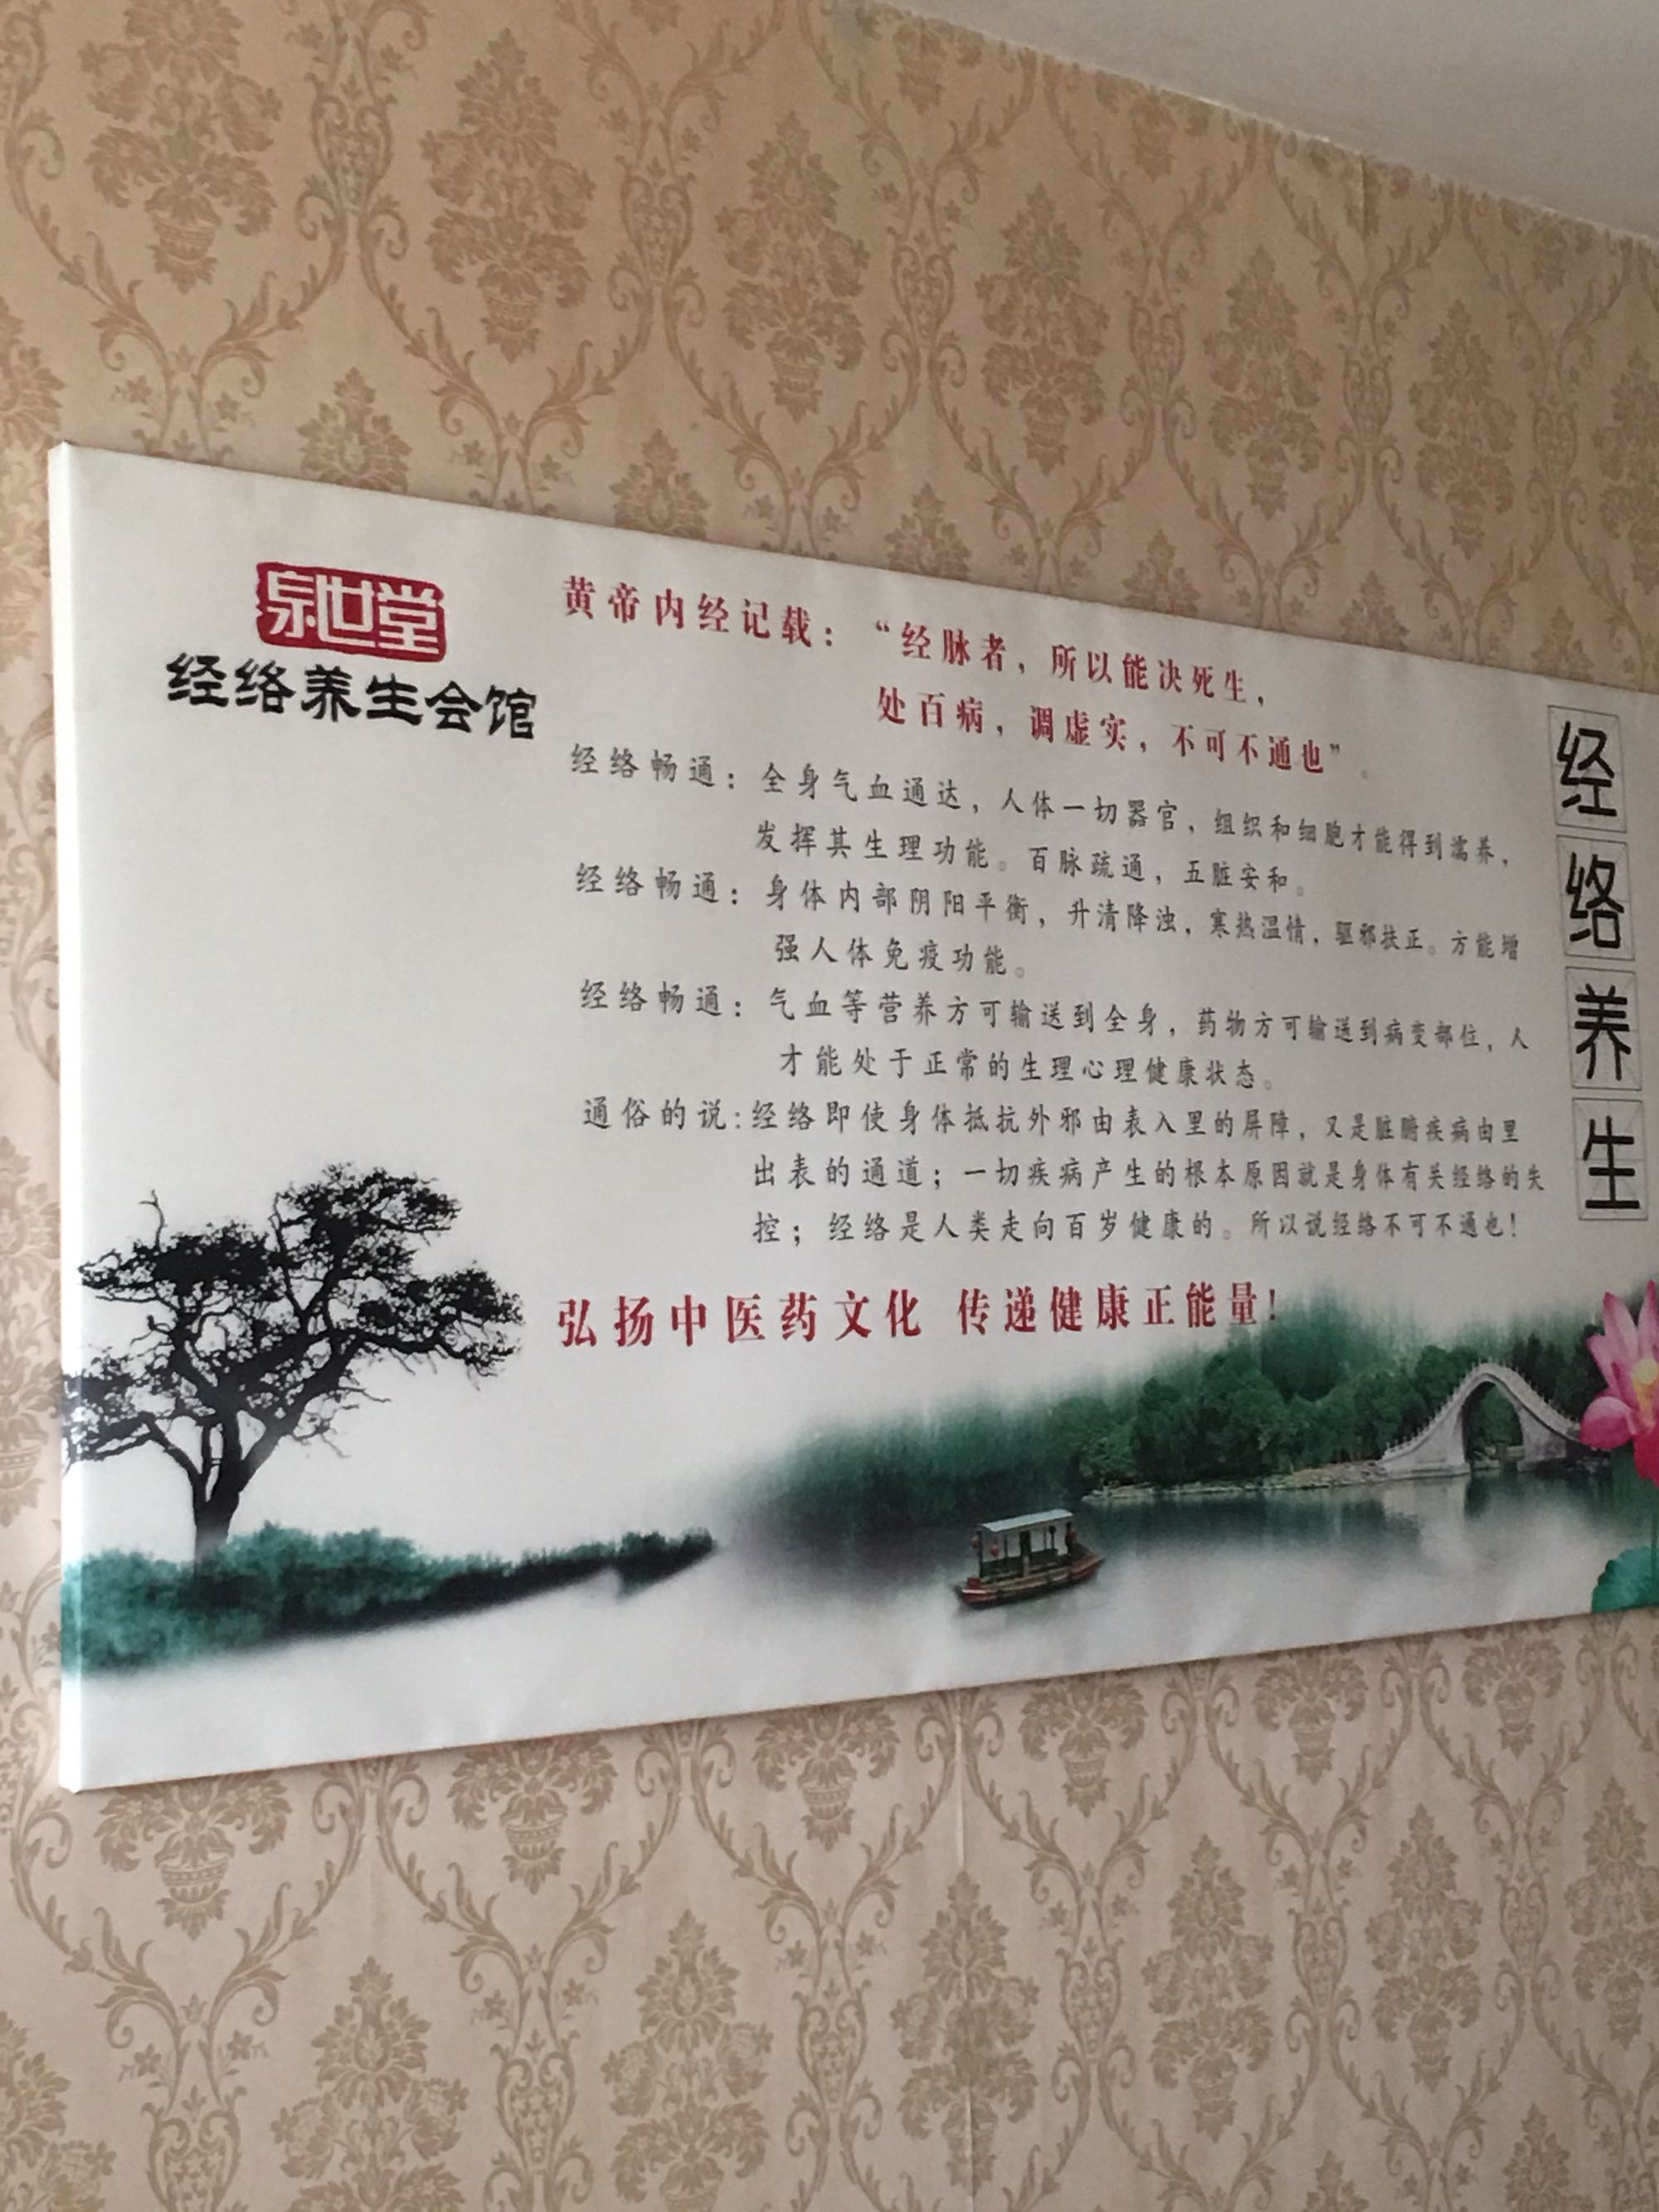 泉世堂
经络养生会馆
黄帝内经记载：“经脉者，所以能决死生，
处百病，调虚实，不可不通也”。
经络畅通：全身气血通达，人体一切器官，组织和细胞才能得到濡养，
发挥其生理功能。百脉疏通，五脏安和。
经络畅通：身体内部阴阳平衡，升清降浊，寒热温情，驱邪扶正。方能增
强人体免疫功能。
经络畅通：气血等营养方可输送到全身，药物方可输送到病变部位，人
才能处于正常的生理心理健康状态。
通俗的说:经络即使身体抵抗外邪由表入里的屏障，又是脏腑疾病由里
出表的通道；一切疾病产生的根本原因就是身体有关经络的失
控；经络是人类走向百岁健康的。所以说经络不可不通也！
弘扬中医药文化 传递健康正能量！
经络养生